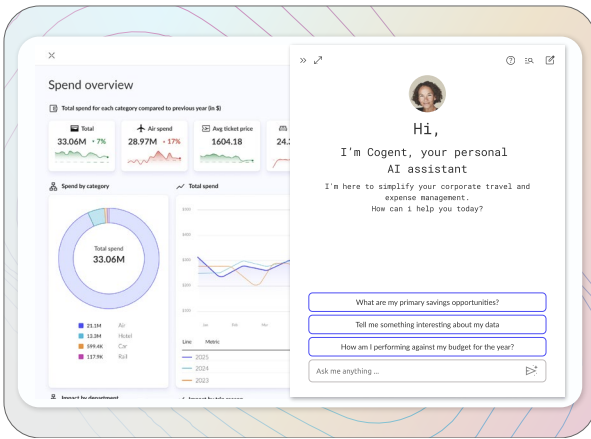 Spend overview
Total spend for each category compared to previous year (in $)
Total
33.06M • 7%
Air spend
28.97M • 17%
Avg ticket price
1604.18
24.
Spend by category
Total spend
33.06M
23.1M Air
13.3M Hotel
599.4K Car
117.9K Rail
Total spend
Jan Feb Mar
Line Metric
2025
2024
2023
Impact by department
Hi,
I'm Cogent, your personal
AI assistant
I'm here to simplify your corporate travel and
expense management.
How can i help you today?
What are my primary savings opportunities?
Tell me something interesting about my data
How am I performing against my budget for the year?
Ask me anything ...